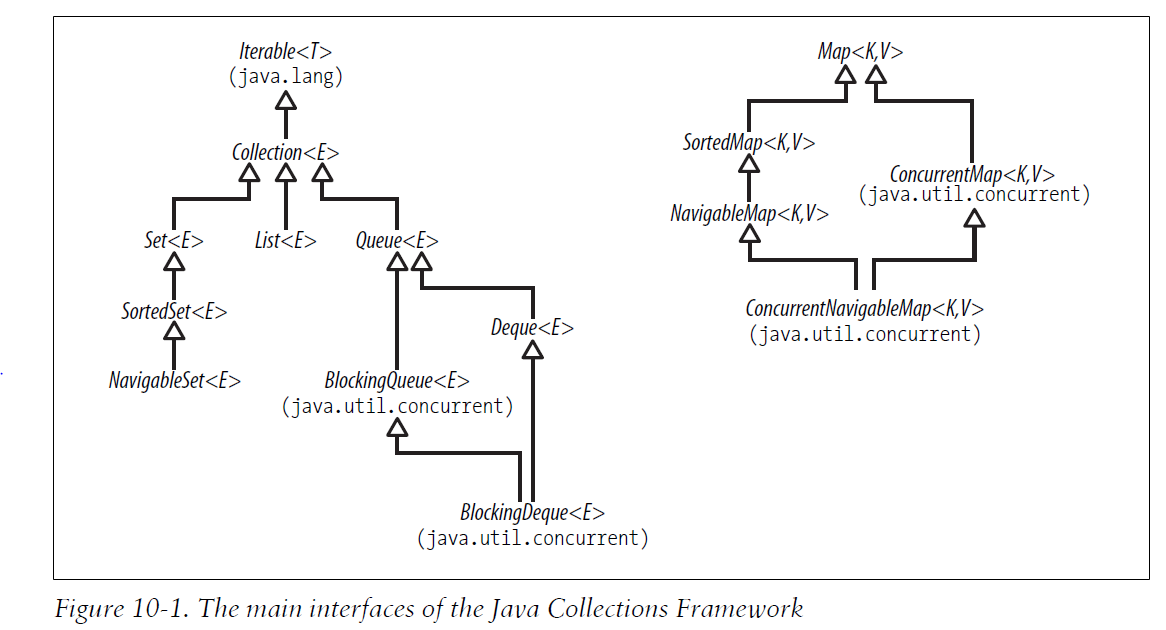 Iterable<T>
(java.lang)
Collection<E>
Set<E>
List<E>
Queue<E>
SortedSet<E>
Deque<E>
NavigableSet<E>
BlockingQueue<E>
(java.util.concurrent)
BlockingDeque<E>
(java.util.concurrent)
Map<K,V>
SortedMap<K,V>
ConcurrentMap<K,V>
(java.util.concurrent)
NavigableMap<K,V>
ConcurrentNavigableMap<K,V>
(java.util.concurrent)
Figure 10-1. The main interfaces of the Java Collections Framework